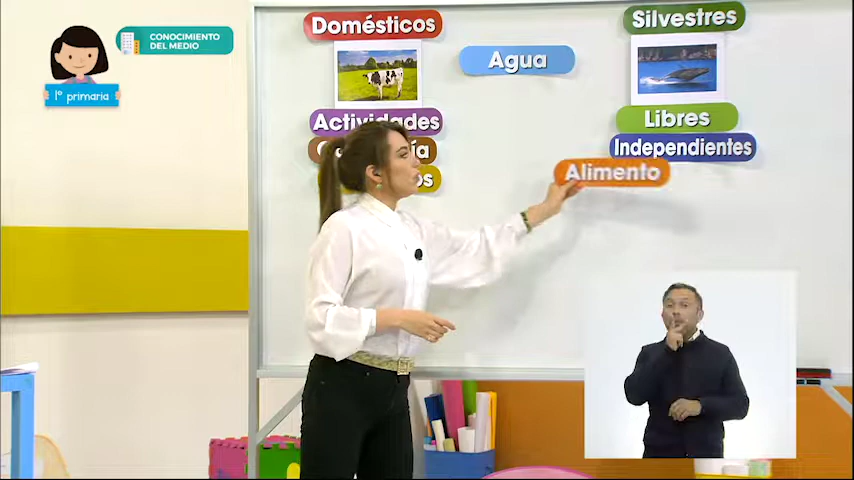 1º primaria
CONOCIMIENTO
DEL MEDIO
Domésticos
Actividades
Agua
Silvestres
Libres
Independientes
Alimento